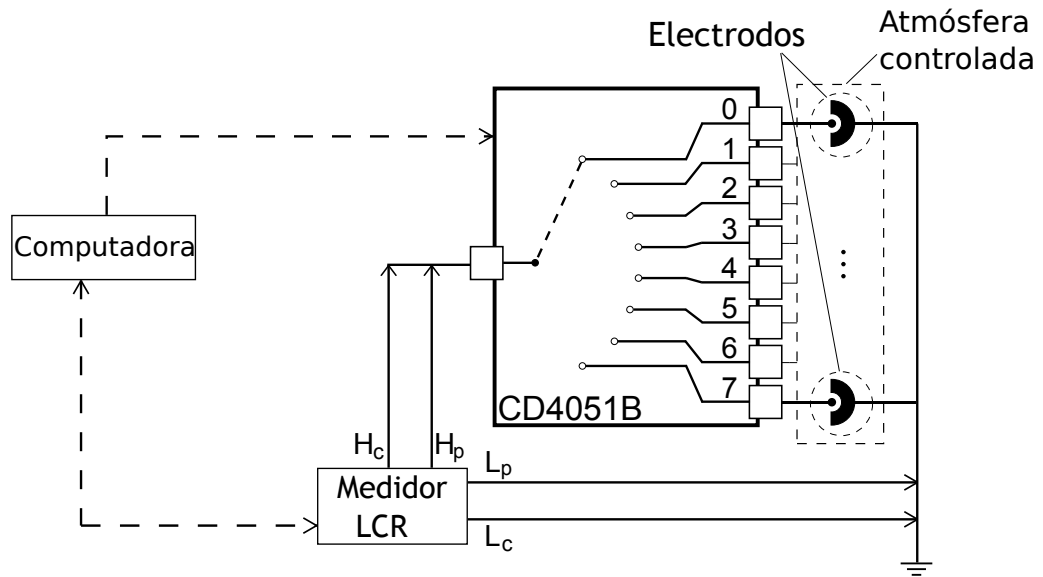 Electrodos
Atmósfera
controlada
0
1
2
3
4
5
6
7
Computadora
CD4051B
Hc
Hp
Lp
Medidor
LCR
Lc